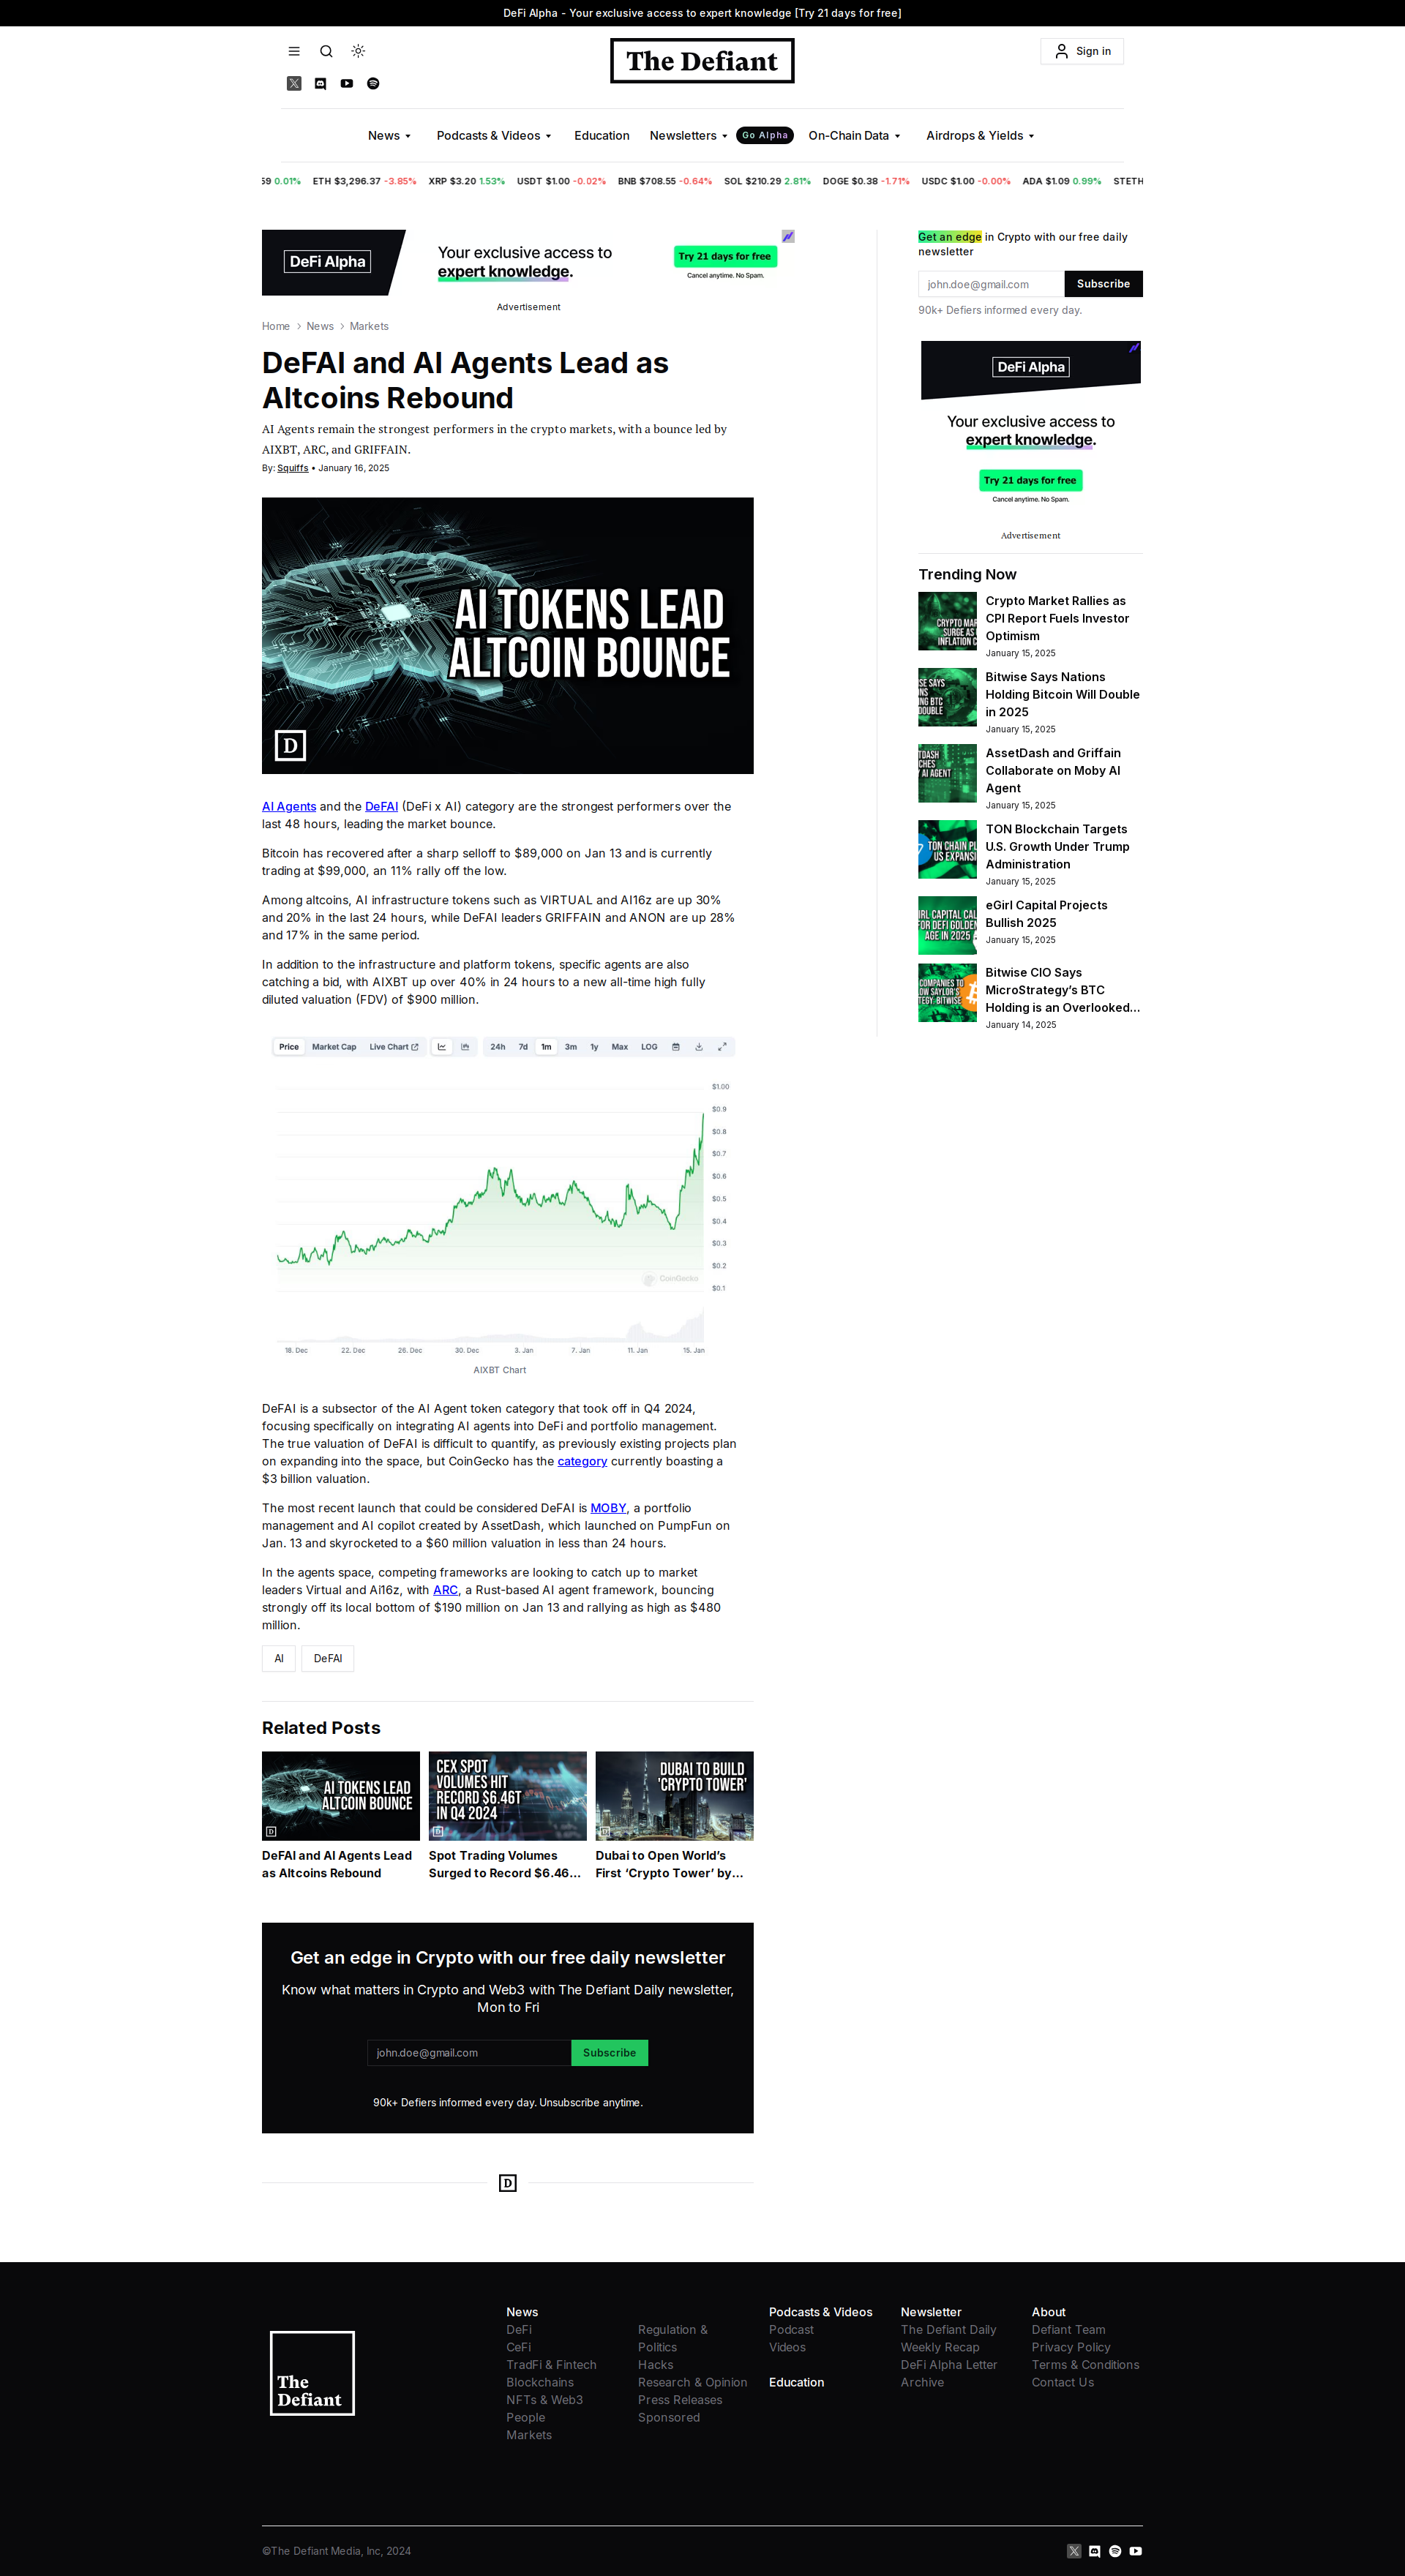 DeFi Alpha - Your exclusive access to expert knowledge [Try 21 days for free]
The Defiant
Sign in
News
Podcasts & Videos
Education
Newsletters
Go Alpha
On-Chain Data
Airdrops & Yields
59 0.01% ETH $3,296.37 -3.85% XRP $3.20 1.53% USDT $1.00 -0.02% BNB $708.55 -0.64% SOL $210.29 2.81% DOGE $0.38 -1.71% USDC $1.00 -0.00% ADA $1.09 0.99% STETH
DeFi Alpha
Your exclusive access to
expert knowledge.
Try 21 days for free
Cancel anytime. No Spam.
Advertisement
Home
News
Markets
DeFAI and AI Agents Lead as
Altcoins Rebound
AI Agents remain the strongest performers in the crypto markets, with a bounce led by
AIXBT, ARC, and GRIFFAIN.
By: Squiffs • January 16, 2025
AI TOKENS LEAD
ALTCOIN BOUNCE
D
AI Agents and the DeFAI (DeFi x AI) category are the strongest performers over the
last 48 hours, leading the market bounce.
Bitcoin has recovered after a sharp selloff to $89,000 on Jan 13 and is currently
trading at $99,000, an 11% rally off the low.
Among altcoins, AI infrastructure tokens such as VIRTUAL and AI16z are up 30%
and 20% in the last 24 hours, while DeFAI leaders GRIFFAIN and ANON are up 28%
and 17% in the same period.
In addition to the infrastructure and platform tokens, specific agents are also
catching a bid, with AIXBT up over 40% in 24 hours to a new all-time high fully
diluted valuation (FDV) of $900 million.
Price
Market Cap
Live Chart
24h
7d
1m
3m
1y
Max
LOG
$1.00
$0.9
$0.8
$0.7
$0.6
$0.5
$0.4
$0.3
$0.2
$0.1
CoinGecko
18. Dec
22. Dec
26. Dec
30. Dec
3. Jan
7. Jan
11. Jan
15. Jan
AIXBT Chart
DeFAI is a subsector of the AI Agent token category that took off in Q4 2024,
focusing specifically on integrating AI agents into DeFi and portfolio management.
The true valuation of DeFAI is difficult to quantify, as previously existing projects plan
on expanding into the space, but CoinGecko has the category currently boasting a
$3 billion valuation.
The most recent launch that could be considered DeFAI is MOBY, a portfolio
management and AI copilot created by AssetDash, which launched on PumpFun on
Jan. 13 and skyrocketed to a $60 million valuation in less than 24 hours.
In the agents space, competing frameworks are looking to catch up to market
leaders Virtual and Ai16z, with ARC, a Rust-based AI agent framework, bouncing
strongly off its local bottom of $190 million on Jan 13 and rallying as high as $480
million.
AI
DeFAI
Related Posts
AI TOKENS LEAD
ALTCOIN BOUNCE
D
DeFAI and AI Agents Lead
as Altcoins Rebound
CEX SPOT
VOLUMES HIT
RECORD $6.46T
IN Q4 2024
D
Spot Trading Volumes
Surged to Record $6.46...
DUBAI TO BUILD
'CRYPTO TOWER'
D
Dubai to Open World's
First ‘Crypto Tower’ by...
Get an edge in Crypto with our free daily newsletter
Know what matters in Crypto and Web3 with The Defiant Daily newsletter,
Mon to Fri
john.doe@gmail.com
Subscribe
90k+ Defiers informed every day. Unsubscribe anytime.
D
Get an edge in Crypto with our free daily
newsletter
john.doe@gmail.com
Subscribe
90k+ Defiers informed every day.
DeFi Alpha
Your exclusive access to
expert knowledge.
Try 21 days for free
Cancel anytime. No Spam.
Advertisement
Trending Now
CRYPTO MAR
SURGE AS
INFLATION C
Crypto Market Rallies as
CPI Report Fuels Investor
Optimism
January 15, 2025
SE SAYS
NS
NG BTC
DOUBLE
Bitwise Says Nations
Holding Bitcoin Will Double
in 2025
January 15, 2025
TDASH
CHES
Y AI AGENT
AssetDash and Griffain
Collaborate on Moby AI
Agent
January 15, 2025
TON CHAIN PL
US EXPANSI
TON Blockchain Targets
U.S. Growth Under Trump
Administration
January 15, 2025
IRL CAPITAL CAL
FOR DEFI GOLDEN
AGE IN 2025
eGirl Capital Projects
Bullish 2025
January 15, 2025
COMPANIES TO
OW SAYLOR'S
TEGY: BITWISE
Bitwise CIO Says
MicroStrategy’s BTC
Holding is an Overlooked...
January 14, 2025
The
Defiant
News
DeFi
CeFi
TradFi & Fintech
Blockchains
NFTs & Web3
People
Markets
Regulation &
Politics
Hacks
Research & Opinion
Press Releases
Sponsored
Podcasts & Videos
Podcast
Videos
Education
Newsletter
The Defiant Daily
Weekly Recap
DeFi Alpha Letter
Archive
About
Defiant Team
Privacy Policy
Terms & Conditions
Contact Us
©The Defiant Media, Inc, 2024